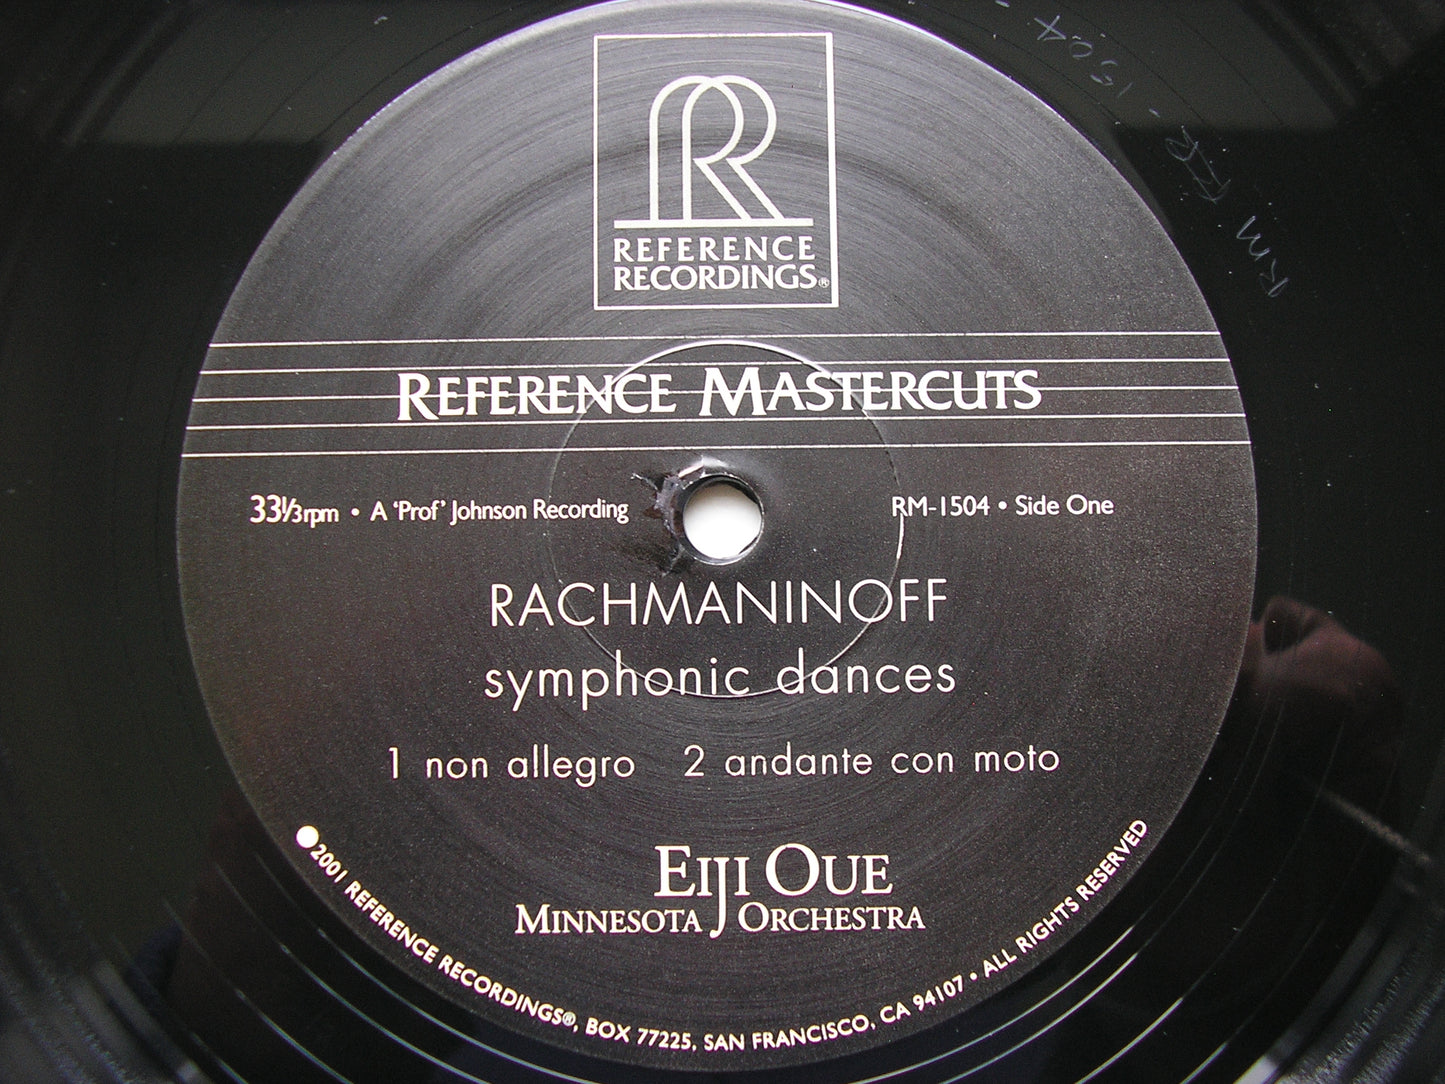 R
REFERENCE
RECORDINGS®
REFERENCE MASTERCUTS
33⅓rpm • A 'Prof' Johnson Recording
RM-1504 • Side One
RACHMANINOFF
symphonic dances
1 non allegro 2 andante con moto
EIJI OUE
MINNESOTA ORCHESTRA
2001 REFERENCE RECORDINGS®, BOX 77225, SAN FRANCISCO, CA 94107 • ALL RIGHTS RESERVED